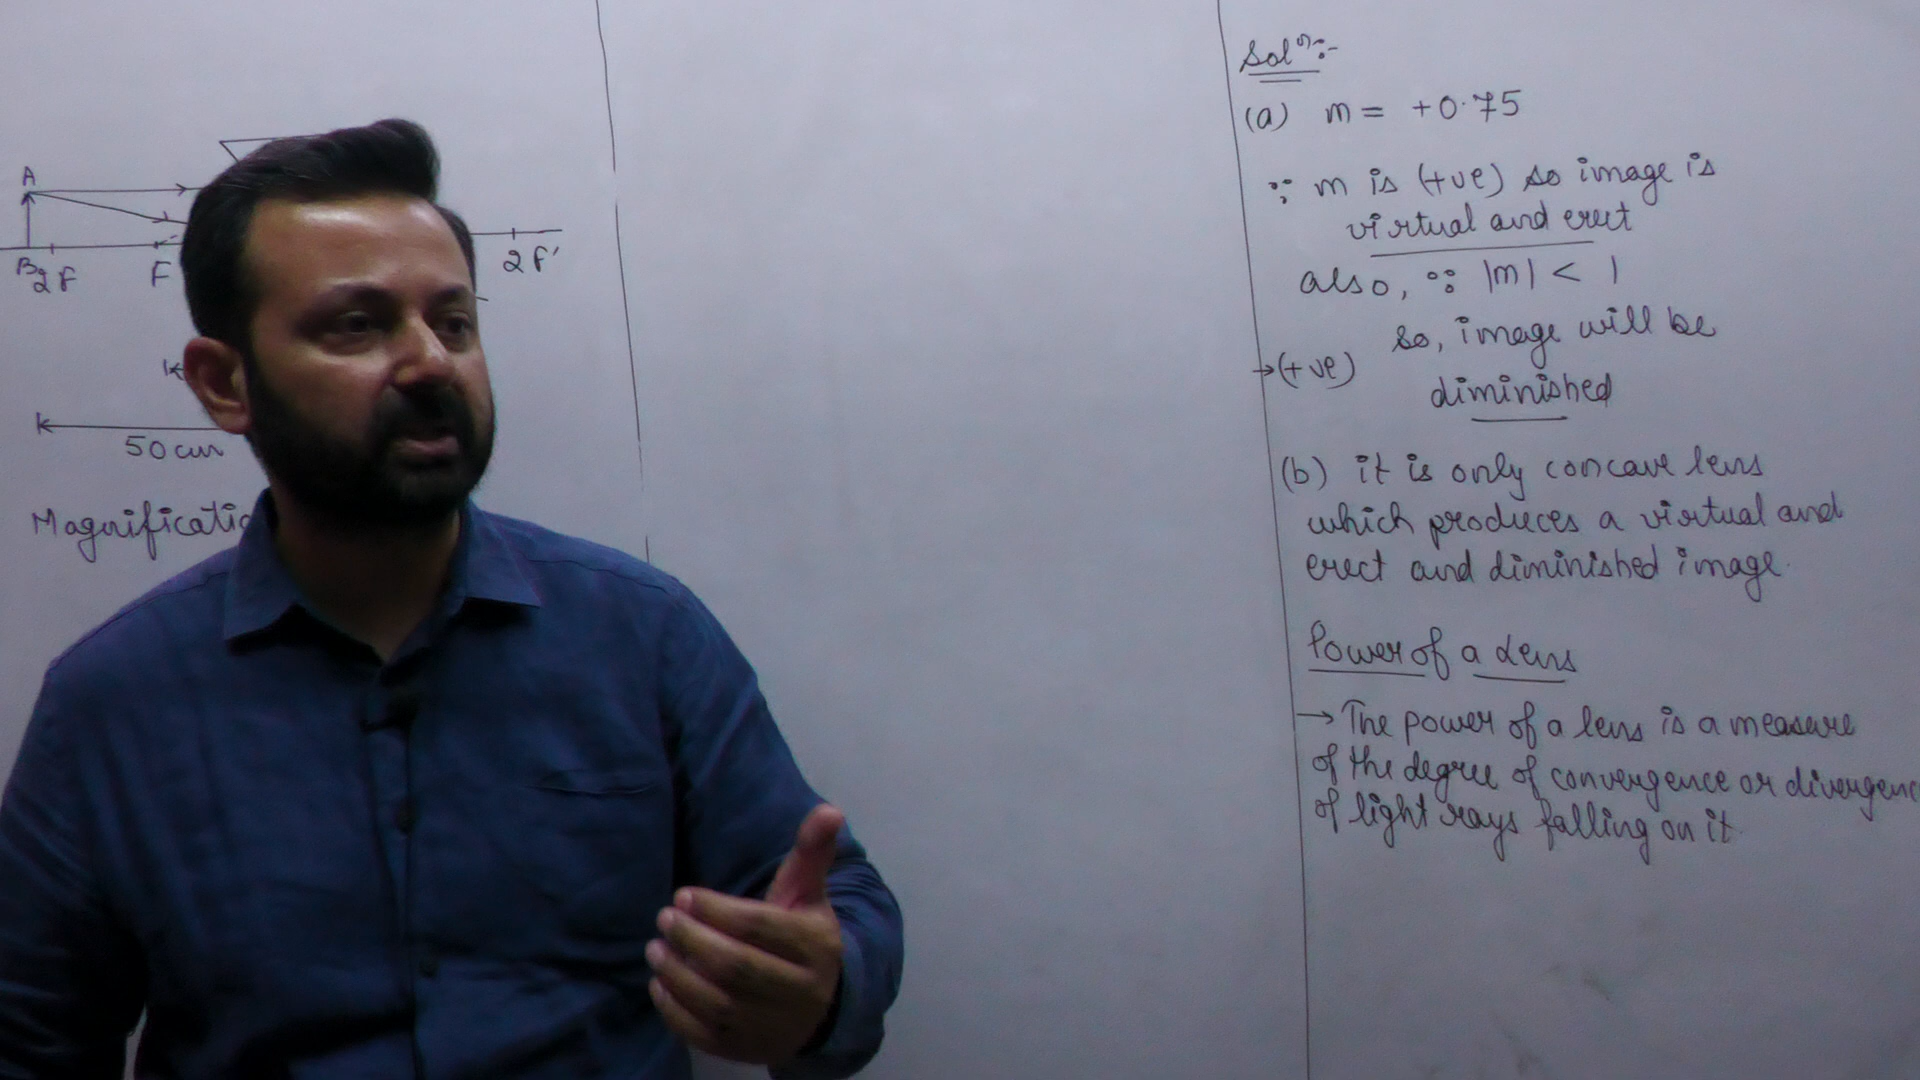 A
B 2F
F
2F'
50 cm
Magnificatio
Solⁿ:-
(a) m = +0.75
∵ m is (+ve) so image is
virtual and erect
also, ∵ |m| < 1
so, image will be
→(+ve)
diminished
(b) it is only concave lens
which produces a virtual and
erect and diminished image.
Power of a Lens
→ The power of a lens is a measure
of the degree of convergence or divergenc
of light rays falling on it.